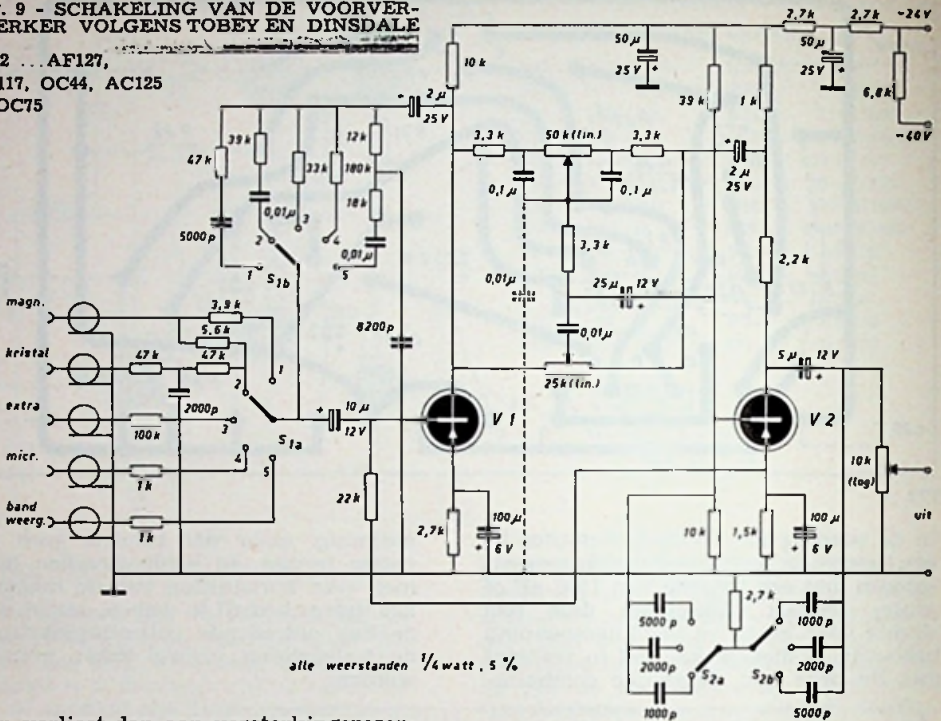 . 9 - SCHAKELING VAN DE VOORVER-
ERKER VOLGENS TOBEY EN DINSDALE
2 ... AF127,
117, OC44, AC125
OC75
10 k
2 µ
25 V
50 µ
25 V
2,7 k
2,7 k
-24V
50 µ
25 V
6,8 k
-40V
39 k
1 k
47 k
39 k
33 k
180 k
12 k
18 k
0,01 µ
0,01 µ
5000 p
1
2
3
4
5
S1b
8200 p
3,3 k
50 k (lin.)
3,3 k
0,1 µ
0,1 µ
2 µ
25 V
3,3 k
2,2 k
0,01 µ
25 µ
12 V
0,01 µ
25 k (lin.)
magn.
3,9 k
5,6 k
kristal
47 k
47 k
2000 p
extra
100 k
micr.
1 k
band
weerg.
1 k
1
2
3
4
5
S1a
10 µ
12 V
22 k
V 1
2,7 k
100 µ
6 V
V 2
5 µ
12 V
10 k
(log)
uit
10 k
1,5 k
100 µ
6 V
2,7 k
5000 p
2000 p
1000 p
S2a
S2b
1000 p
2000 p
5000 p
alle weerstanden 1/4 watt, 5 %